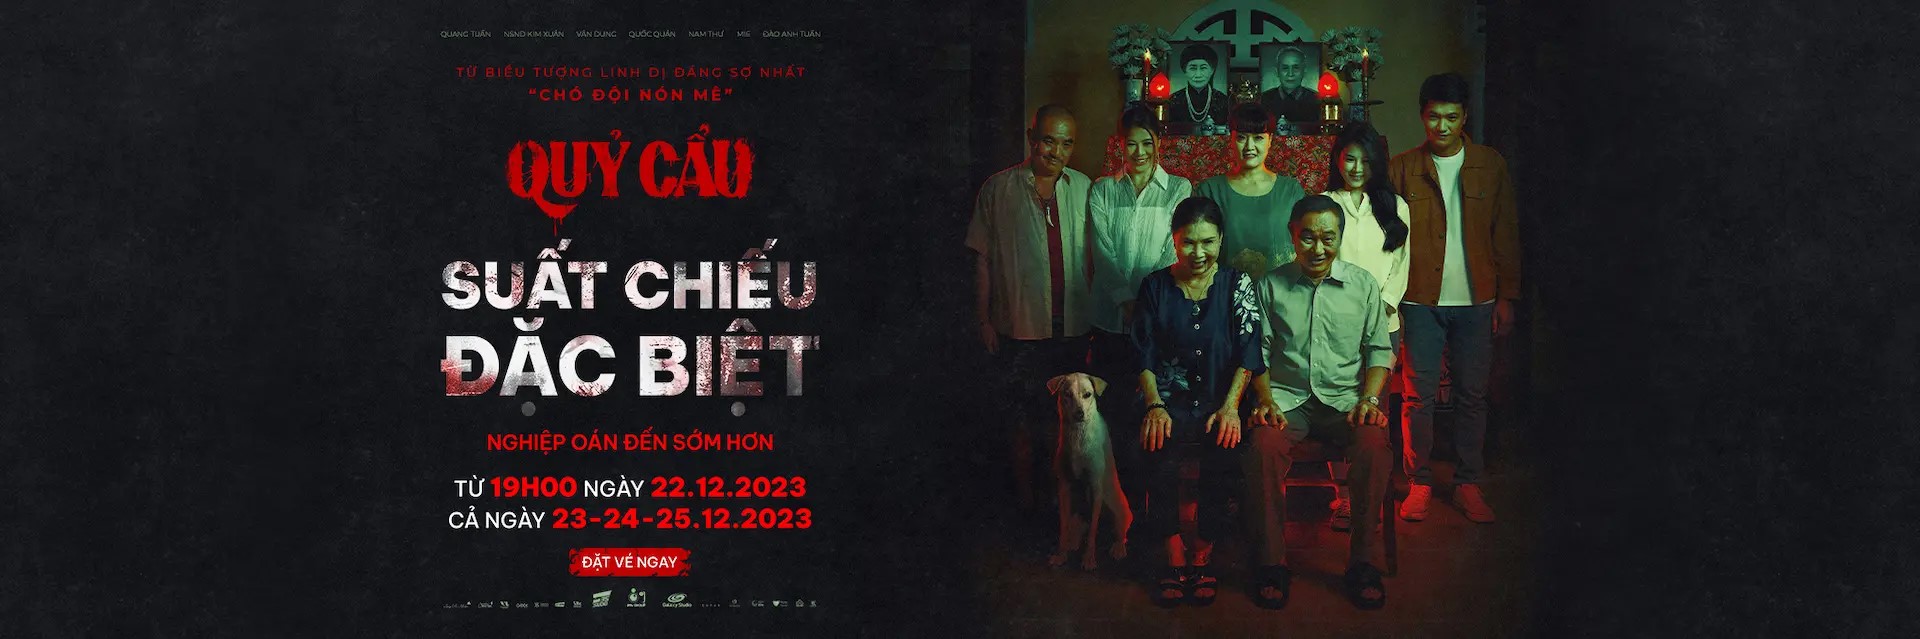 QUANG TUẤN NSND KIM XUÂN VÂN DUNG QUỐC QUÂN NAM THƯ MIE ĐÀO ANH TUẤN
TỪ BIỂU TƯỢNG LINH DỊ ĐÁNG SỢ NHẤT
“CHÓ ĐỘI NÓN MÊ”
QUỶ CẨU
SUẤT CHIẾU
ĐẶC BIỆT
NGHIỆP OÁN ĐẾN SỚM HƠN
TỪ 19H00 NGÀY 22.12.2023
CẢ NGÀY 23-24-25.12.2023
ĐẶT VÉ NGAY
Galaxy Studio